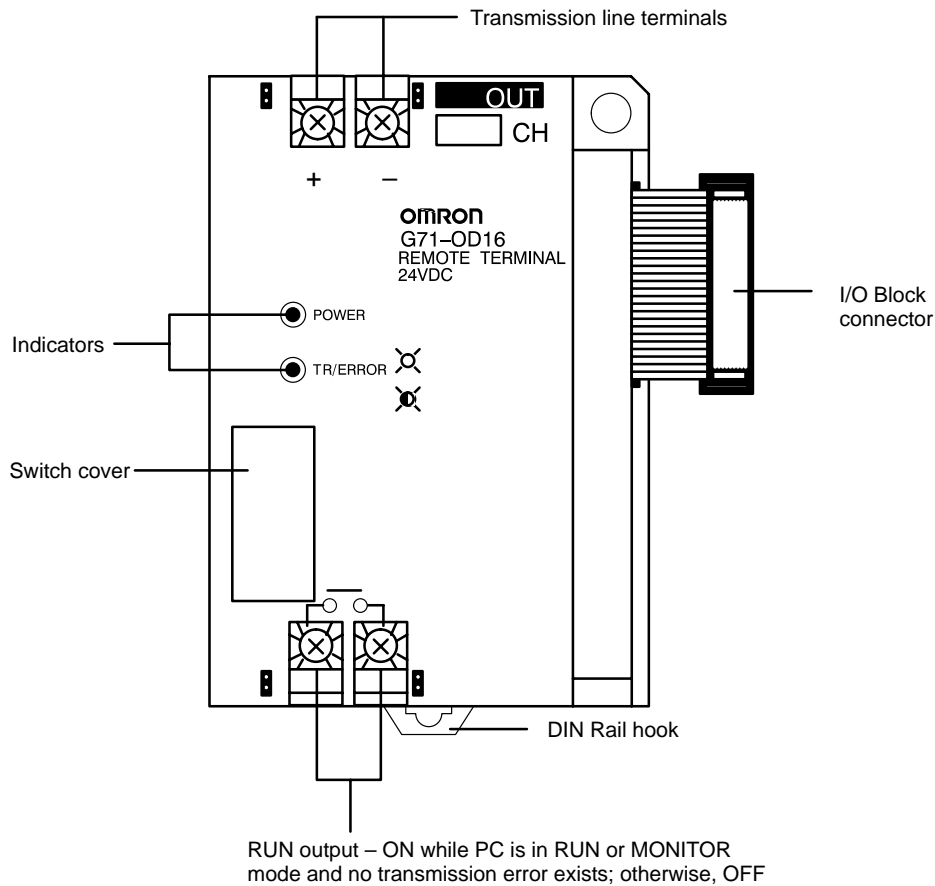 Transmission line terminals
OUT
CH
+ –
OMRON
G71–OD16
REMOTE TERMINAL
24VDC
I/O Block
connector
POWER
Indicators
TR/ERROR
Switch cover
DIN Rail hook
RUN output – ON while PC is in RUN or MONITOR
mode and no transmission error exists; otherwise, OFF